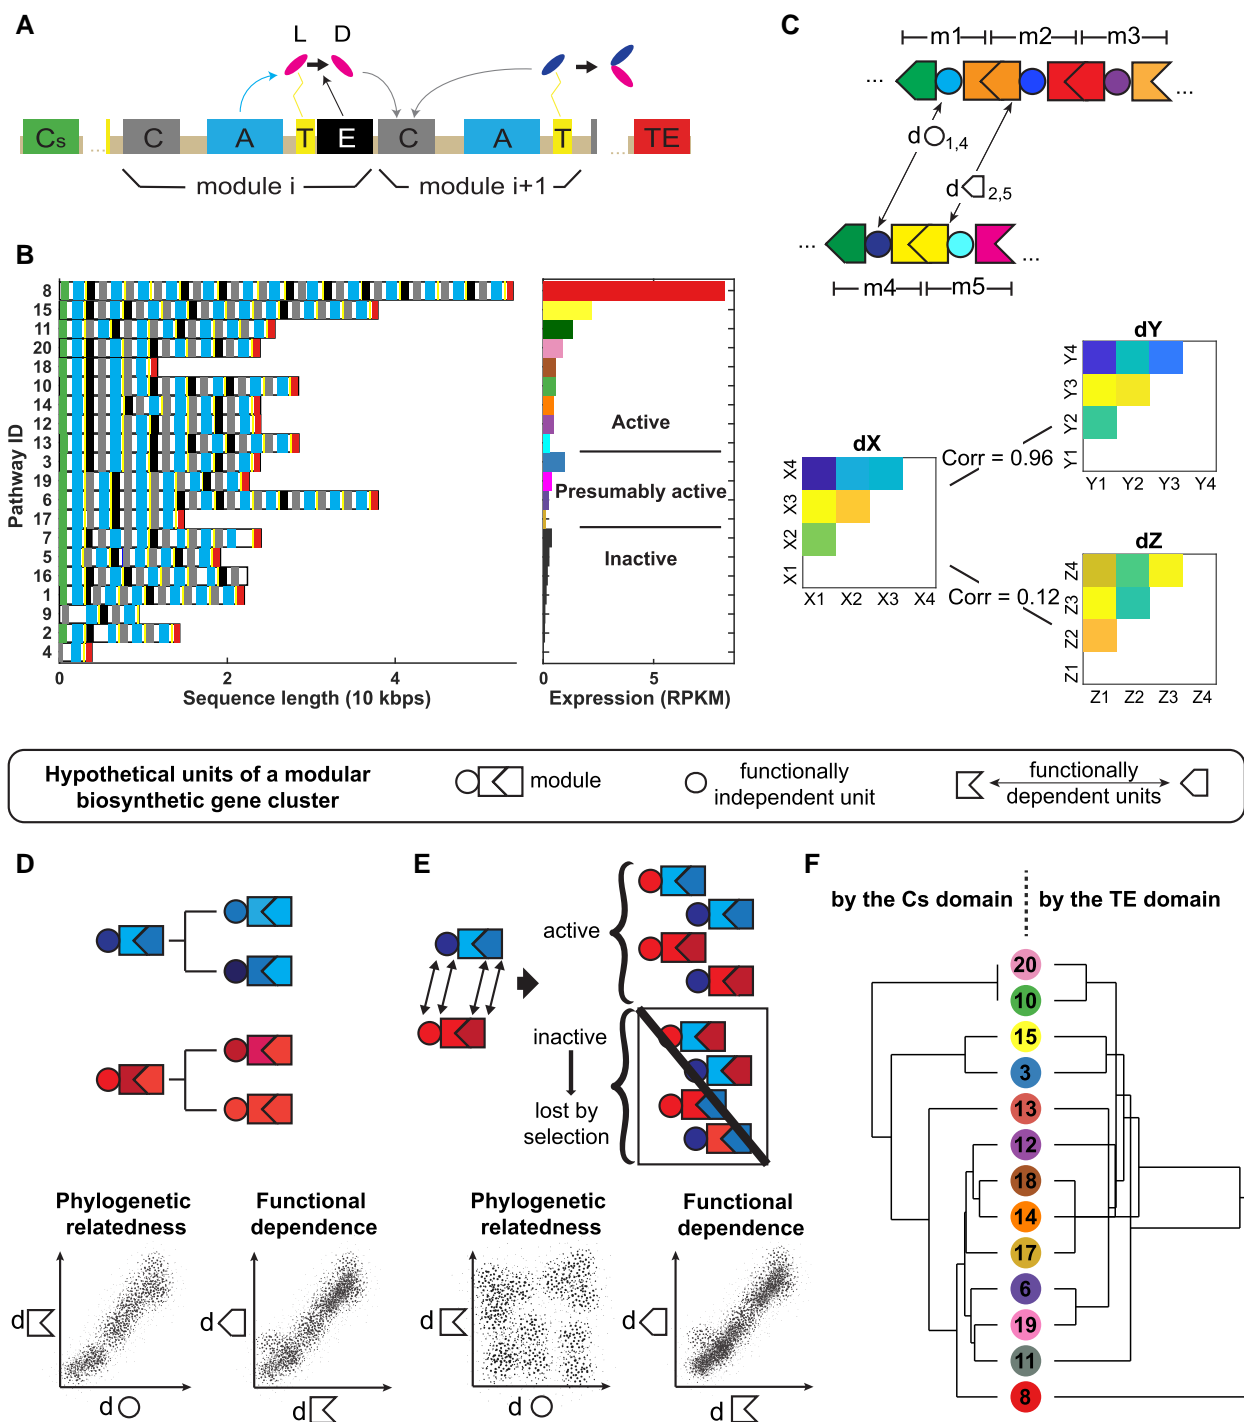 A
L D
Cs ... C A T E C A T ... TE
module i module i+1
B
Pathway ID
8
15
11
20
18
10
14
12
13
3
19
6
17
7
5
16
1
9
2
4
0 2 4
Sequence length (10 kbps)
Active
Presumably active
Inactive
0 5
Expression (RPKM)
C
m1 m2 m3
... ...
d 1,4
d 2,5
... ...
m4 m5
dX
X4
X3
X2
X1
X1 X2 X3 X4
Corr = 0.96
Corr = 0.12
dY
Y4
Y3
Y2
Y1
Y1 Y2 Y3 Y4
dZ
Z4
Z3
Z2
Z1
Z1 Z2 Z3 Z4
Hypothetical units of a modular
biosynthetic gene cluster
module
functionally
independent unit
functionally
dependent units
D
Phylogenetic
relatedness
d
d
Functional
dependence
d
d
E
active
inactive
lost by
selection
Phylogenetic
relatedness
d
d
Functional
dependence
d
d
F
by the Cs domain by the TE domain
20
10
15
3
13
12
18
14
17
6
19
11
8